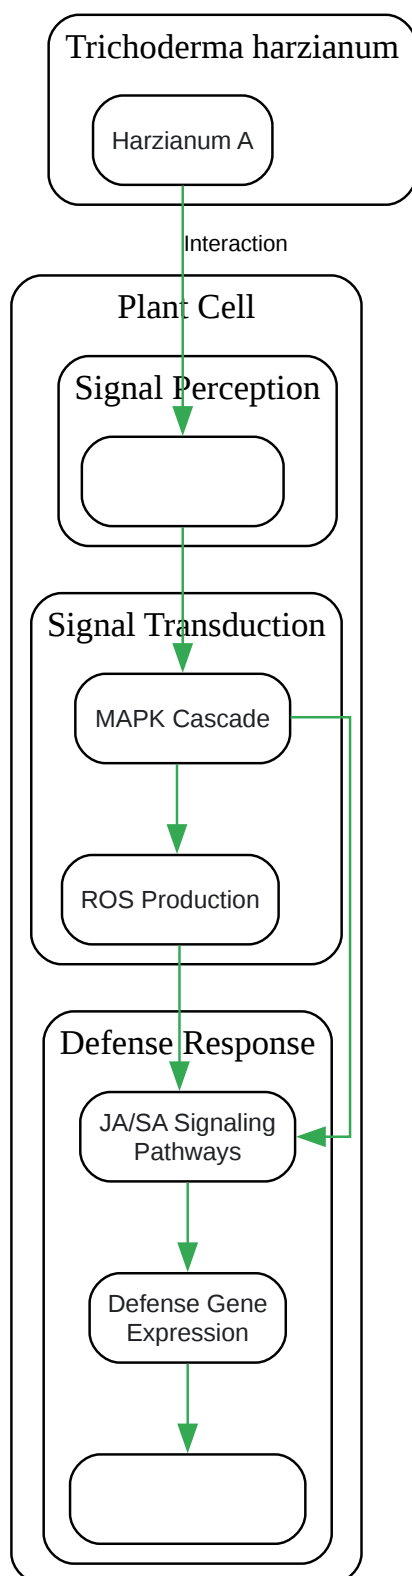 Trichoderma harzianum
Harzianum A
Interaction
Plant Cell
Signal Perception
Signal Transduction
MAPK Cascade
ROS Production
Defense Response
JA/SA Signaling
Pathways
Defense Gene
Expression